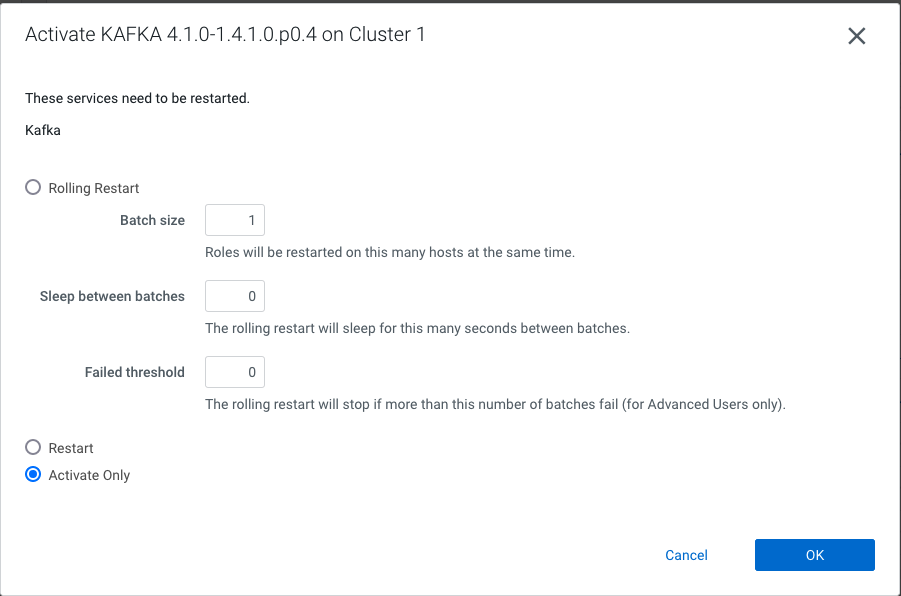 Activate KAFKA 4.1.0-1.4.1.0.p0.4 on Cluster 1
These services need to be restarted.
Kafka
Rolling Restart
Batch size 1
Roles will be restarted on this many hosts at the same time.
Sleep between batches 0
The rolling restart will sleep for this many seconds between batches.
Failed threshold 0
The rolling restart will stop if more than this number of batches fail (for Advanced Users only).
Restart
Activate Only
Cancel OK